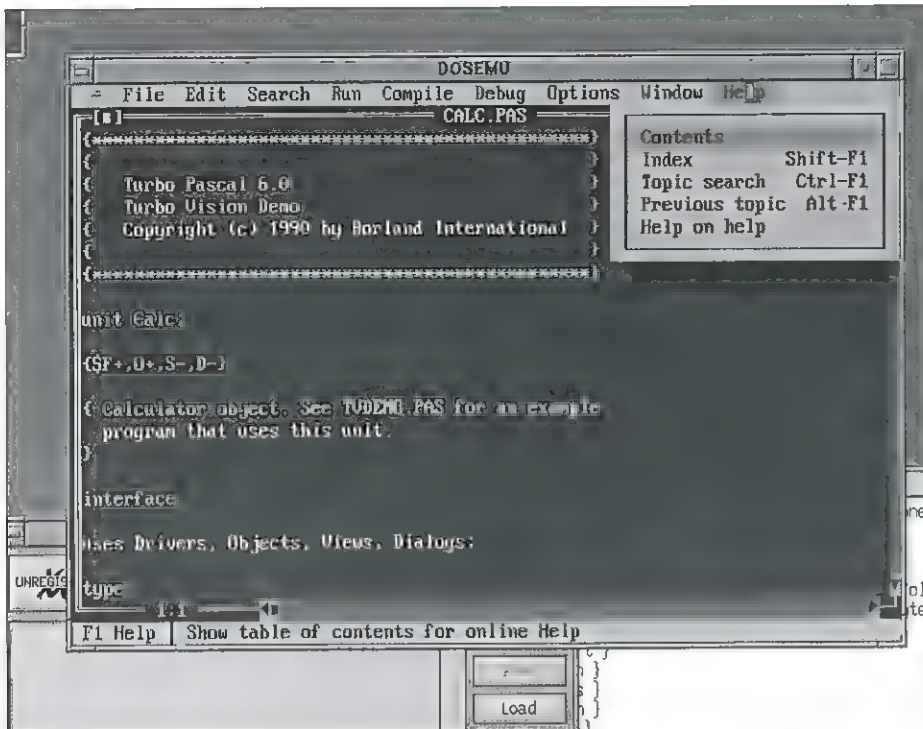 DOSEMU
File Edit Search Run Compile Debug Options Window Help
CALC.PAS
Contents
Index Shift-F1
Topic search Ctrl-F1
Previous topic Alt-F1
Help on help
{************************************************}
{ }
{ Turbo Pascal 6.0 }
{ Turbo Vision Demo }
{ Copyright (c) 1990 by Borland International }
{ }
{************************************************}
unit Calc;
{$F+,O+,S-,D-}
{ Calculator object. See TVDEMO.PAS for an example
program that uses this unit.
}
interface
uses Drivers, Objects, Views, Dialogs;
type
1:1
F1 Help Show table of contents for online Help
Load